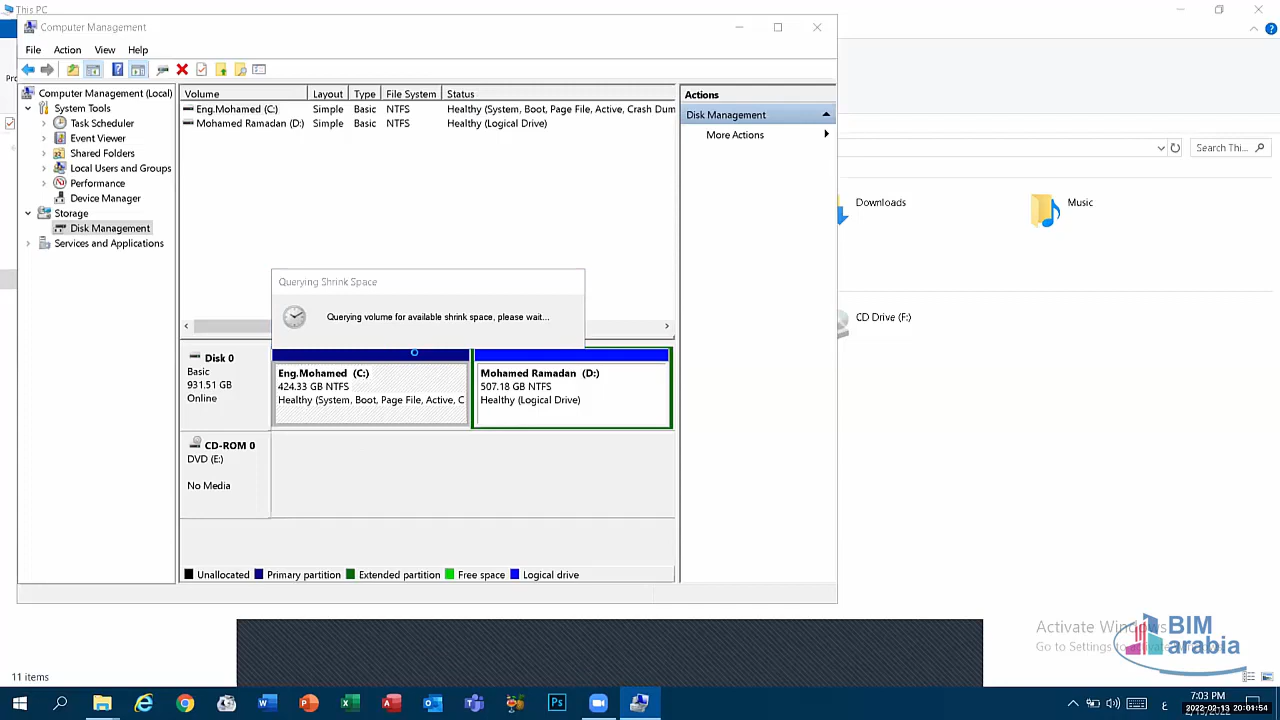 This PC
Computer Management
File Action View Help
Computer Management (Local)
System Tools
Task Scheduler
Event Viewer
Shared Folders
Local Users and Groups
Performance
Device Manager
Storage
Disk Management
Services and Applications
Volume Layout Type File System Status
Eng.Mohamed (C:) Simple Basic NTFS Healthy (System, Boot, Page File, Active, Crash Dum
Mohamed Ramadan (D:) Simple Basic NTFS Healthy (Logical Drive)
Actions
Disk Management
More Actions
Search Thi...
Downloads
Music
CD Drive (F:)
Querying Shrink Space
Querying volume for available shrink space, please wait...
Disk 0
Basic
931.51 GB
Online
Eng.Mohamed (C:)
424.33 GB NTFS
Healthy (System, Boot, Page File, Active, C
Mohamed Ramadan (D:)
507.18 GB NTFS
Healthy (Logical Drive)
CD-ROM 0
DVD (E:)
No Media
Unallocated Primary partition Extended partition Free space Logical drive
Activate Windows
Go to Settings to
BIM
arabia
11 items
7:03 PM
2022-02-13 20:01:54